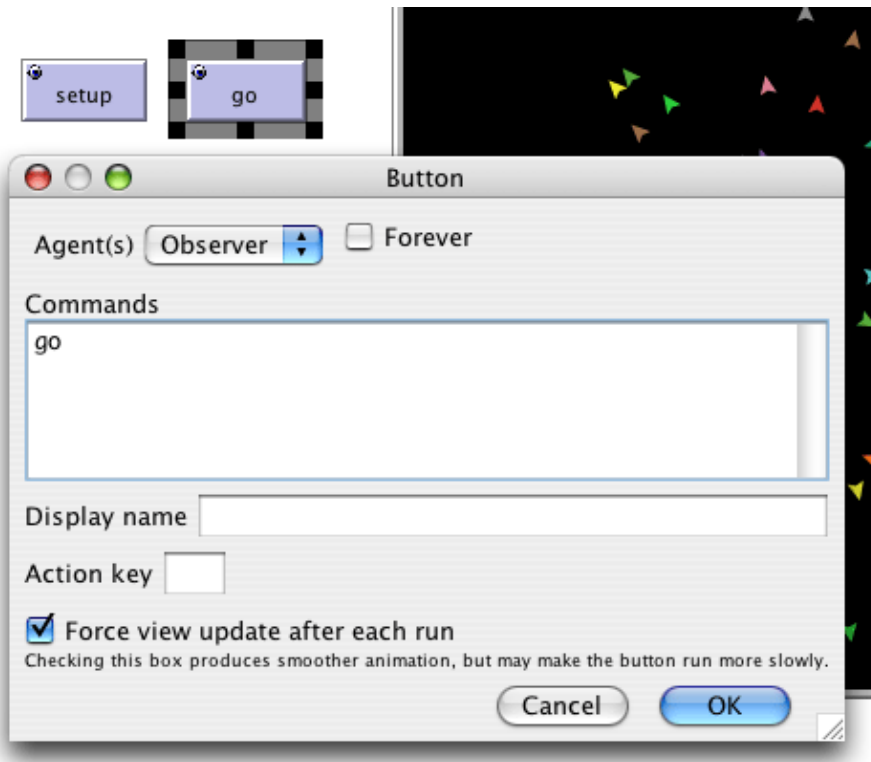 setup
go
Button
Agent(s) Observer Forever
Commands
go
Display name
Action key
Force view update after each run
Checking this box produces smoother animation, but may make the button run more slowly.
Cancel OK